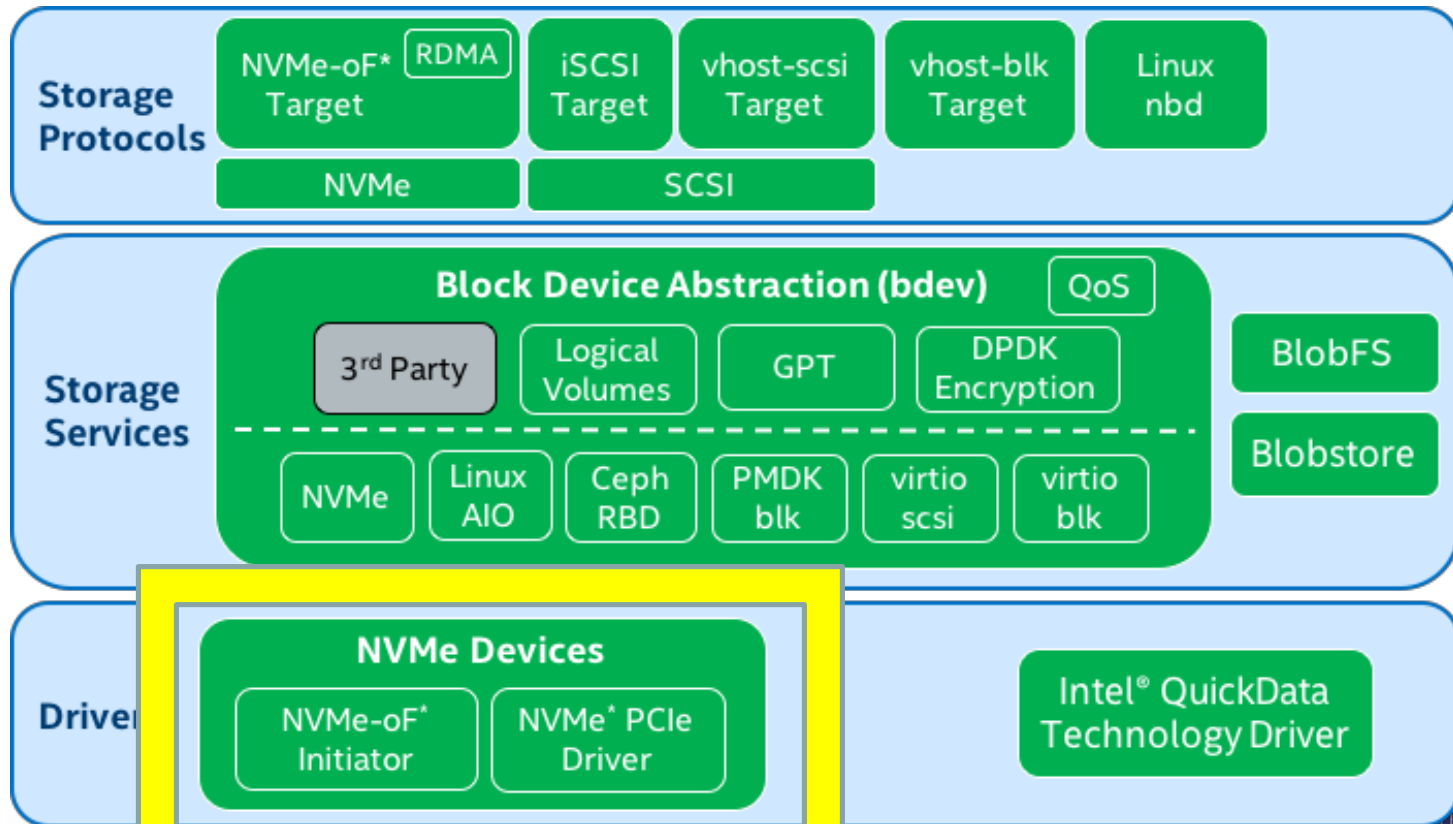 Storage
Protocols
NVMe-oF* Target
RDMA
iSCSI
Target
vhost-scsi
Target
vhost-blk
Target
Linux
nbd
NVMe
SCSI
Storage
Services
Block Device Abstraction (bdev)
QoS
3rd Party
Logical
Volumes
GPT
DPDK
Encryption
NVMe
Linux
AIO
Ceph
RBD
PMDK
blk
virtio
scsi
virtio
blk
BlobFS
Blobstore
Driver
NVMe Devices
NVMe-oF*
Initiator
NVMe* PCIe
Driver
Intel® QuickData
Technology Driver